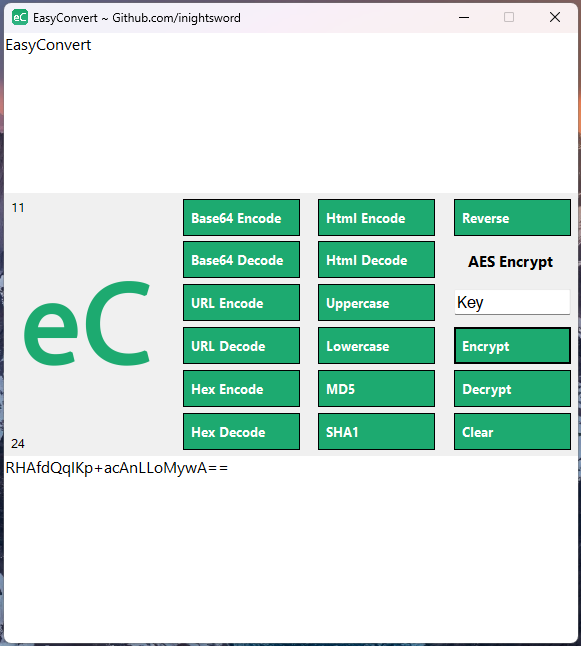 eC EasyConvert ~ Github.com/inightsword
EasyConvert
11
Base64 Encode Html Encode Reverse
Base64 Decode Html Decode AES Encrypt
URL Encode Uppercase Key
eC
URL Decode Lowercase Encrypt
Hex Encode MD5 Decrypt
Hex Decode SHA1 Clear
24
RHAfdQqIKp+acAnLLoMywA==